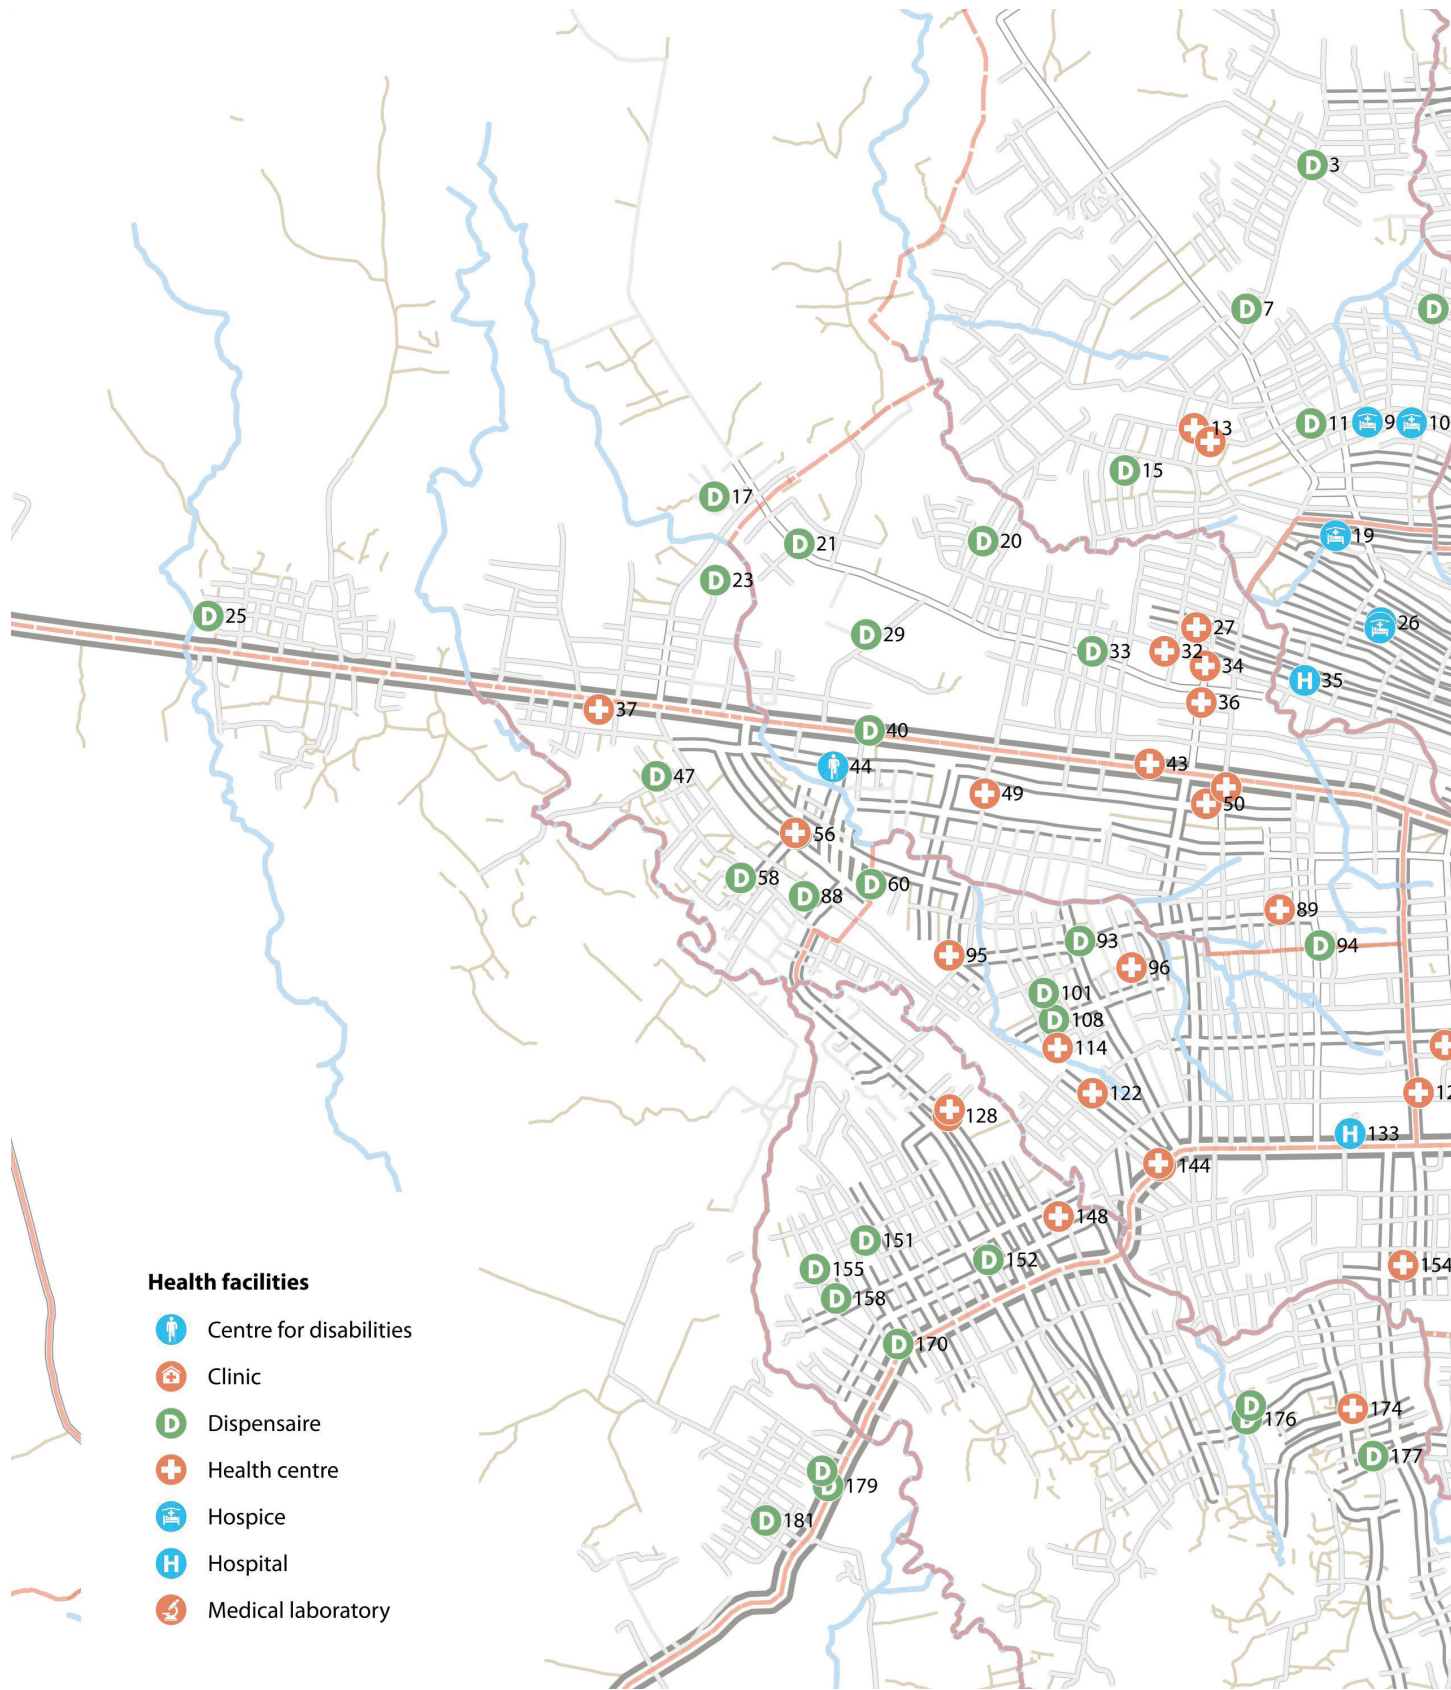 D 3
D 7
D
13
D 11
9
10
D 15
D 17
19
D 20
D 21
D 23
D 25
26
27
D 29
32
D 33
34
H 35
36
37
D 40
43
44
D 47
49
50
56
D 58
D 88
D 60
89
D 93
D 94
95
96
D 101
D 108
114
122
12
128
H 133
144
148
D 151
D 152
154
D 155
D 158
D 170
174
D D 176
D 177
D D 179
D 181
Health facilities
Centre for disabilities
Clinic
D Dispensaire
Health centre
Hospice
H Hospital
Medical laboratory